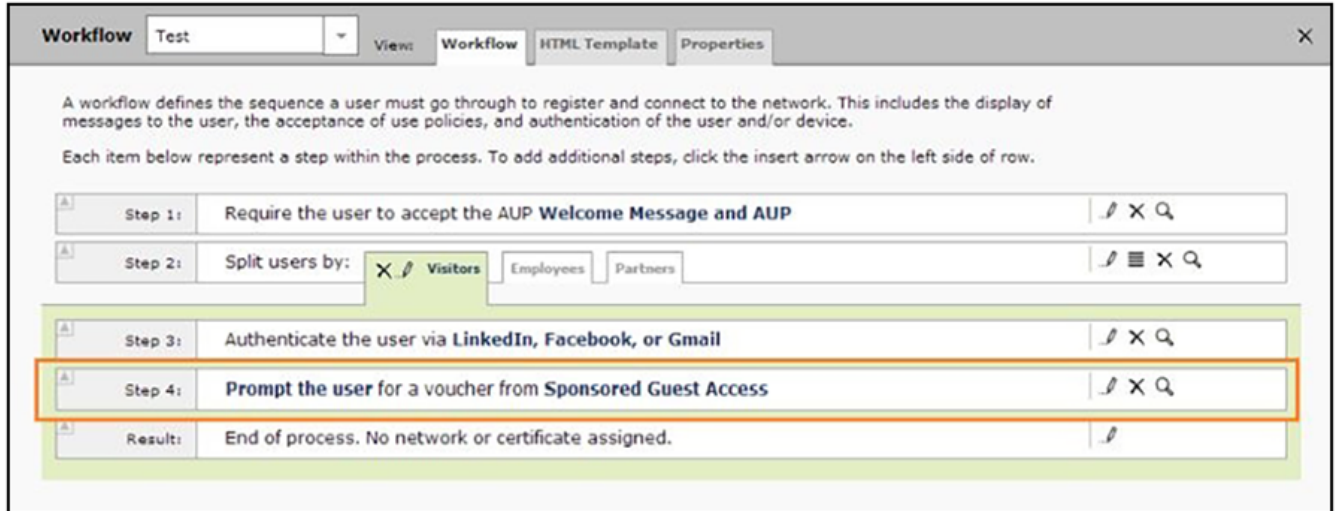 Workflow Test View: Workflow HTML Template Properties
A workflow defines the sequence a user must go through to register and connect to the network. This includes the display of
messages to the user, the acceptance of use policies, and authentication of the user and/or device.
Each item below represent a step within the process. To add additional steps, click the insert arrow on the left side of row.
Step 1: Require the user to accept the AUP Welcome Message and AUP
Step 2: Split users by: Visitors Employees Partners
Step 3: Authenticate the user via LinkedIn, Facebook, or Gmail
Step 4: Prompt the user for a voucher from Sponsored Guest Access
Result: End of process. No network or certificate assigned.